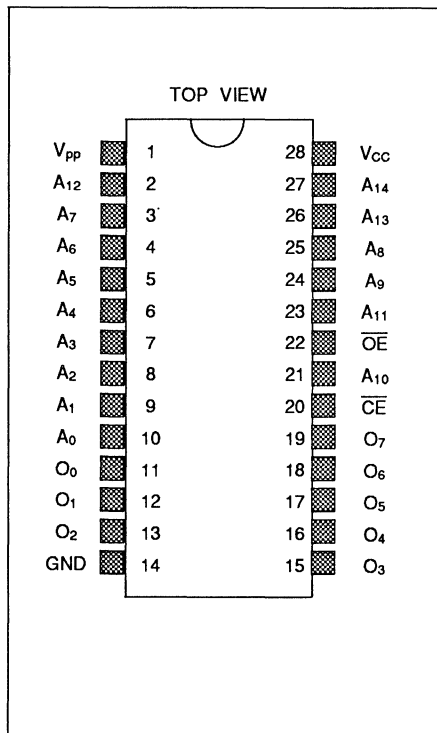 TOP VIEW
Vpp 1 28 VCC
A12 2 27 A14
A7 3 26 A13
A6 4 25 A8
A5 5 24 A9
A4 6 23 A11
A3 7 22 O̅E̅
A2 8 21 A10
A1 9 20 C̅E̅
A0 10 19 O7
O0 11 18 O6
O1 12 17 O5
O2 13 16 O4
GND 14 15 O3